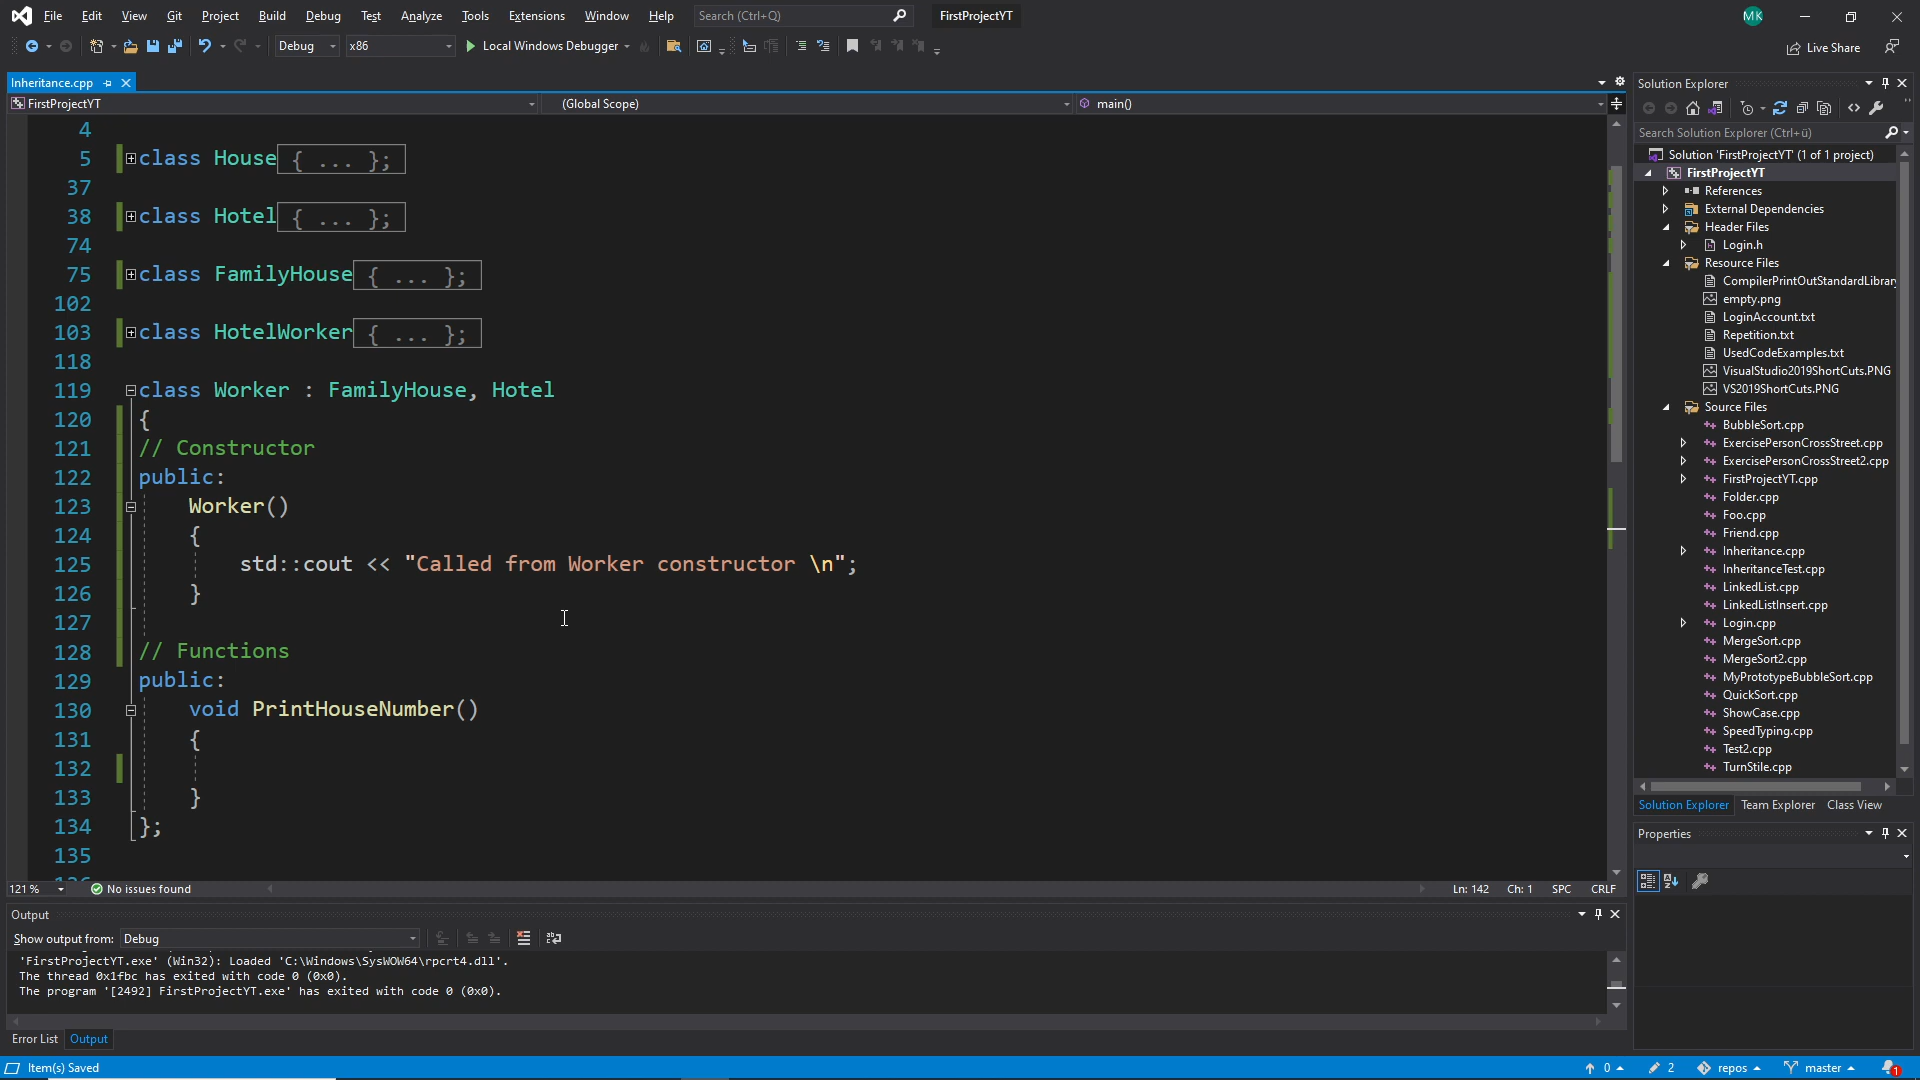 File Edit View Git Project Build Debug Test Analyze Tools Extensions Window Help Search (Ctrl+Q) FirstProjectYT MK
Debug x86 Local Windows Debugger Live Share
Inheritance.cpp
FirstProjectYT (Global Scope) main()
4
5 class House{ ... };
37
38 class Hotel{ ... };
74
75 class FamilyHouse{ ... };
102
103 class HotelWorker{ ... };
118
119 class Worker : FamilyHouse, Hotel
120 {
121 // Constructor
122 public:
123 Worker()
124 {
125 std::cout << "Called from Worker constructor \n";
126 }
127
128 // Functions
129 public:
130 void PrintHouseNumber()
131 {
132
133 }
134 };
135
121 % No issues found Ln: 142 Ch: 1 SPC CRLF
Output
Show output from: Debug
'FirstProjectYT.exe' (Win32): Loaded 'C:\Windows\SysWOW64\rpcrt4.dll'.
The thread 0x1fbc has exited with code 0 (0x0).
The program '[2492] FirstProjectYT.exe' has exited with code 0 (0x0).
Error List Output
Item(s) Saved 0 2 repos master 1
Solution Explorer
Search Solution Explorer (Ctrl+ü)
Solution 'FirstProjectYT' (1 of 1 project)
FirstProjectYT
References
External Dependencies
Header Files
Login.h
Resource Files
CompilerPrintOutStandardLibrary
empty.png
LoginAccount.txt
Repetition.txt
UsedCodeExamples.txt
VisualStudio2019ShortCuts.PNG
VS2019ShortCuts.PNG
Source Files
BubbleSort.cpp
ExercisePersonCrossStreet.cpp
ExercisePersonCrossStreet2.cpp
FirstProjectYT.cpp
Folder.cpp
Foo.cpp
Friend.cpp
Inheritance.cpp
InheritanceTest.cpp
LinkedList.cpp
LinkedListInsert.cpp
Login.cpp
MergeSort.cpp
MergeSort2.cpp
MyPrototypeBubbleSort.cpp
QuickSort.cpp
ShowCase.cpp
SpeedTyping.cpp
Test2.cpp
TurnStile.cpp
Solution Explorer Team Explorer Class View
Properties